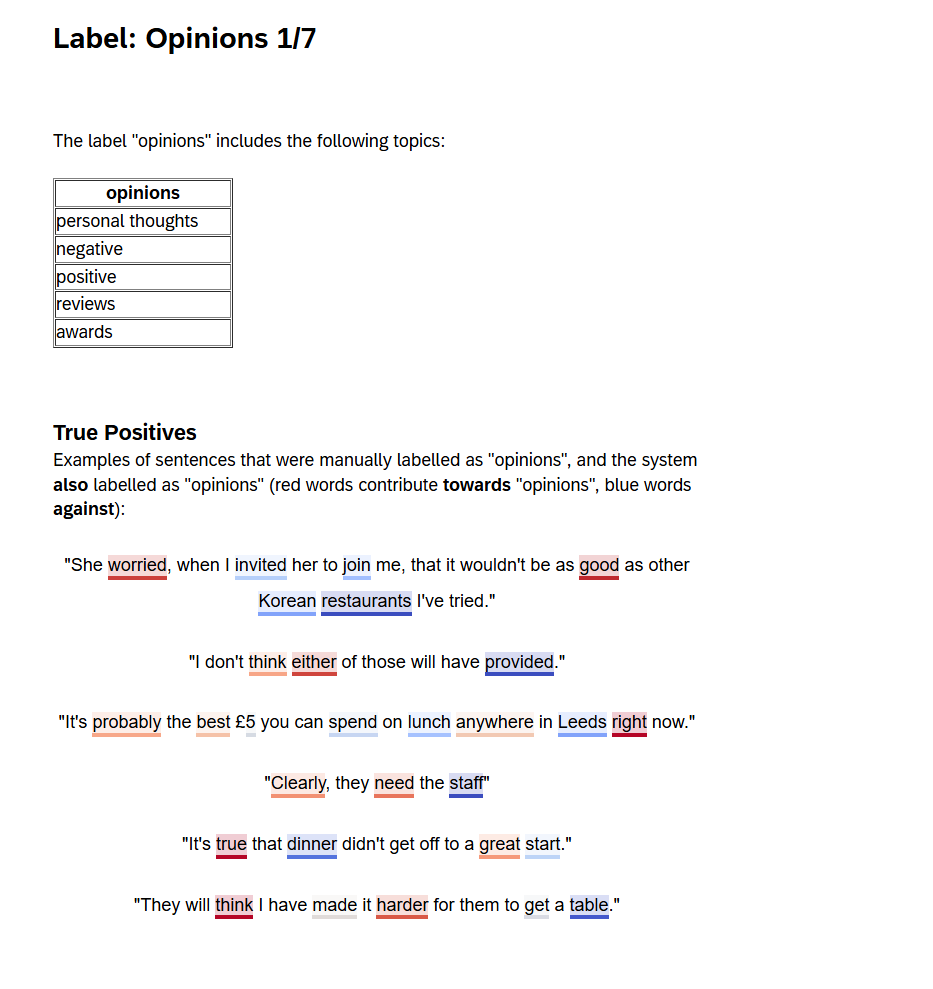 Label: Opinions 1/7
The label "opinions" includes the following topics:
opinions
personal thoughts
negative
positive
reviews
awards
True Positives
Examples of sentences that were manually labelled as "opinions", and the system
also labelled as "opinions" (red words contribute towards "opinions", blue words
against):
"She worried, when I invited her to join me, that it wouldn't be as good as other
Korean restaurants I've tried."
"I don't think either of those will have provided."
"It's probably the best £5 you can spend on lunch anywhere in Leeds right now."
"Clearly, they need the staff"
"It's true that dinner didn't get off to a great start."
"They will think I have made it harder for them to get a table."